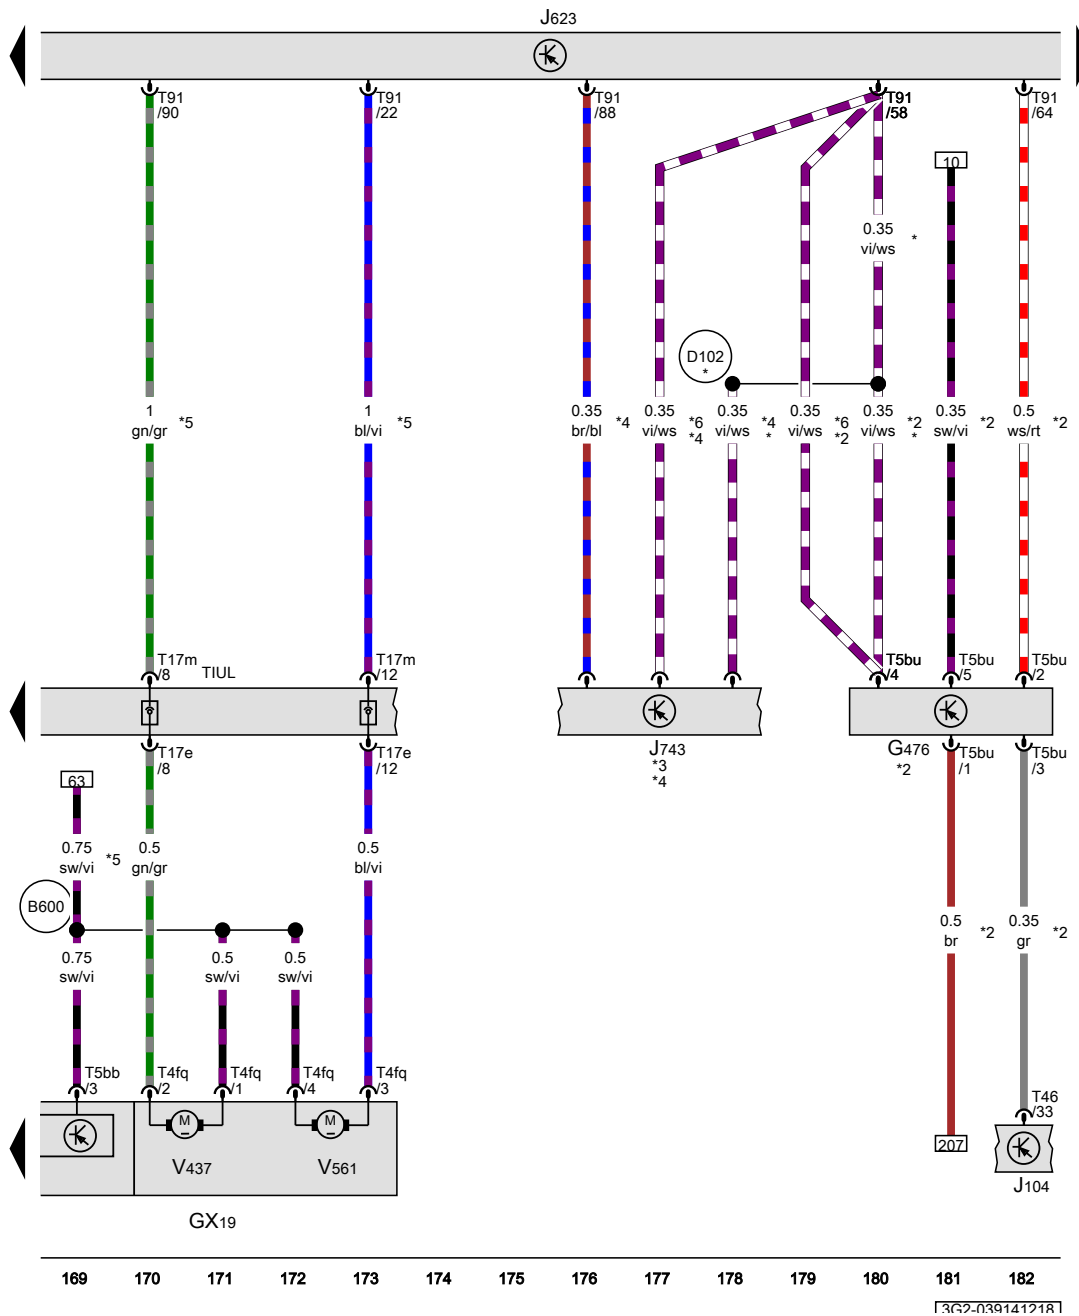 J623
T91 T91 T91 T91 T91
/90 /22 /88 /58 /64
10
0.35
vi/ws *
D102
*
1 1 0.35 0.35 0.35 0.35 0.35 0.35 0.5
gn/gr *5 bl/vi *5 br/bl *4 vi/ws *6 vi/ws *4 vi/ws *6 vi/ws *2 sw/vi *2 ws/rt *2
*4 * *2 *
T17m TIUL T17m T5bu T5bu T5bu
/8 /12 /4 /5 /2
T17e T17e J743 G476 T5bu T5bu
/8 /12 *3 *2 /1 /3
*4
63
0.75 0.5 0.5
sw/vi *5 gn/gr bl/vi
B600
0.5 0.35
br *2 gr *2
0.75 0.5 0.5
sw/vi sw/vi sw/vi
T5bb T4fq T4fq T4fq T4fq
/3 /2 /1 /4 /3
T46
/33
M M
207
V437 V561
J104
GX19
169 170 171 172 173 174 175 176 177 178 179 180 181 182
3G2-039141218